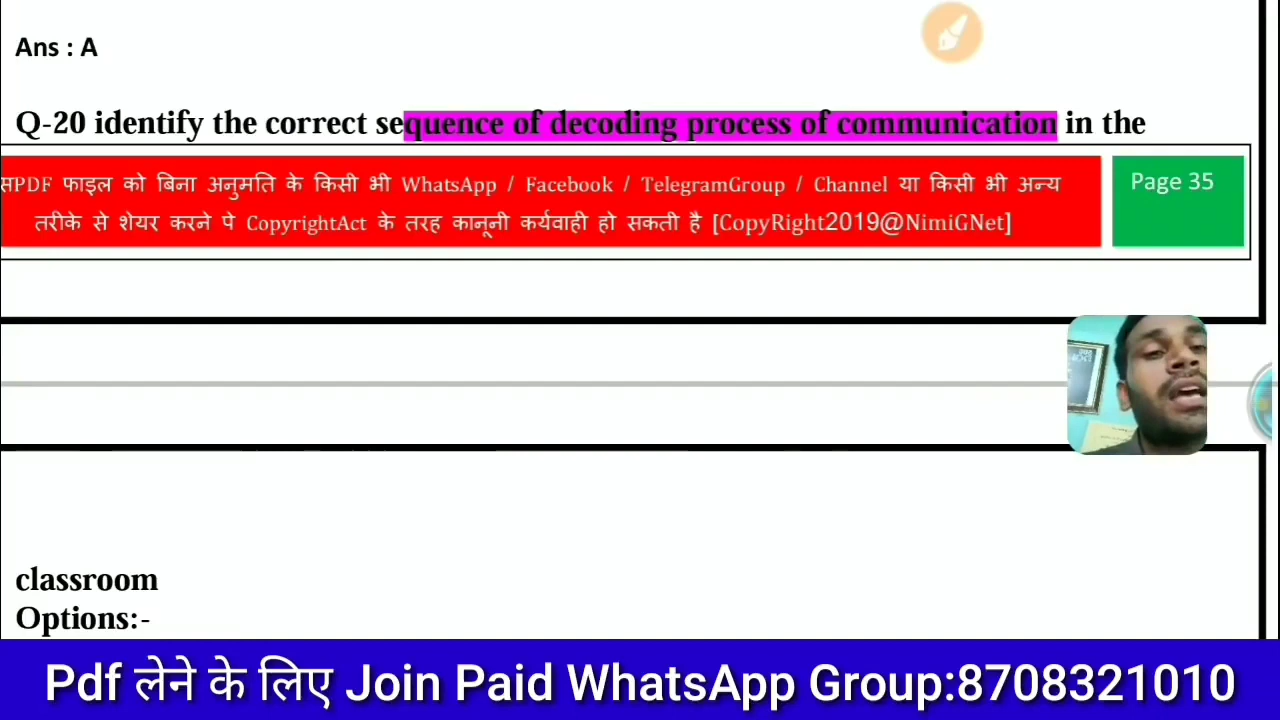 Ans : A
Q-20 identify the correct sequence of decoding process of communication in the
सPDF फाइल को बिना अनुमति के किसी भी WhatsApp / Facebook / TelegramGroup / Channel या किसी भी अन्य
तरीके से शेयर करने पे CopyrightAct के तरह कानूनी कर्यवाही हो सकती है [CopyRight2019@NimiGNet]
Page 35
classroom
Options:-
Pdf लेने के लिए Join Paid WhatsApp Group:8708321010